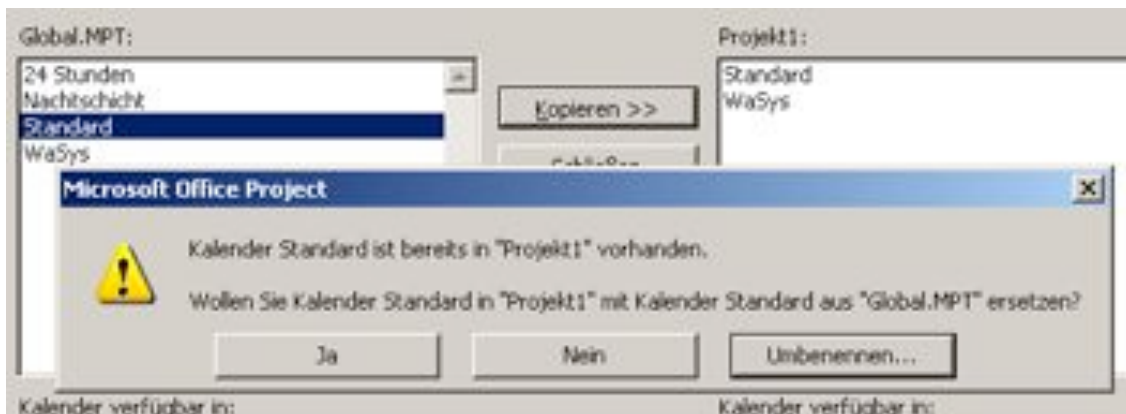 Global.MPT:
Projekt1:
24 Stunden
Nachtschicht
Standard
WaSys
Kopieren >>
Standard
WaSys
Microsoft Office Project
Kalender Standard ist bereits in "Projekt1" vorhanden.
Wollen Sie Kalender Standard in "Projekt1" mit Kalender Standard aus "Global.MPT" ersetzen?
Ja
Nein
Umbenennen...
Kalender verfügbar in:
Kalender verfügbar in: